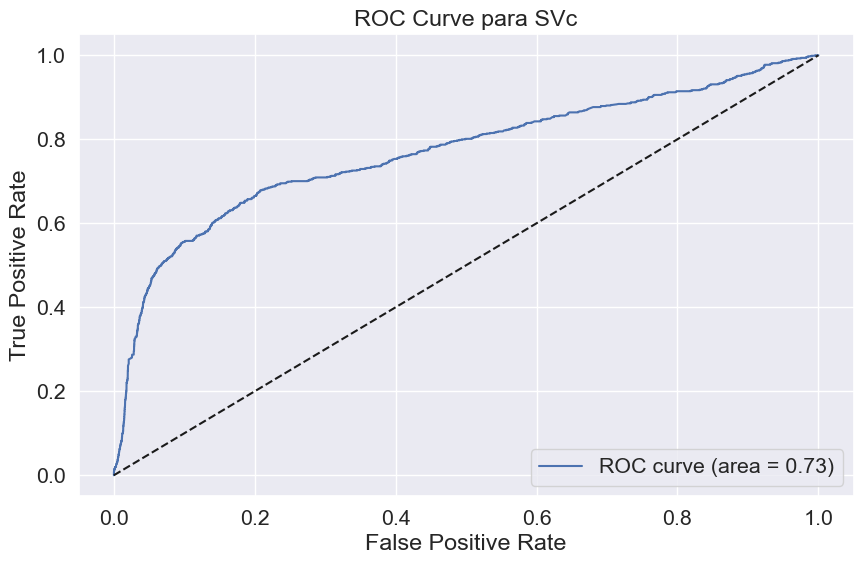 ROC Curve para SVc
True Positive Rate
1.0
0.8
0.6
0.4
0.2
0.0
ROC curve (area = 0.73)
0.0 0.2 0.4 0.6 0.8 1.0
False Positive Rate